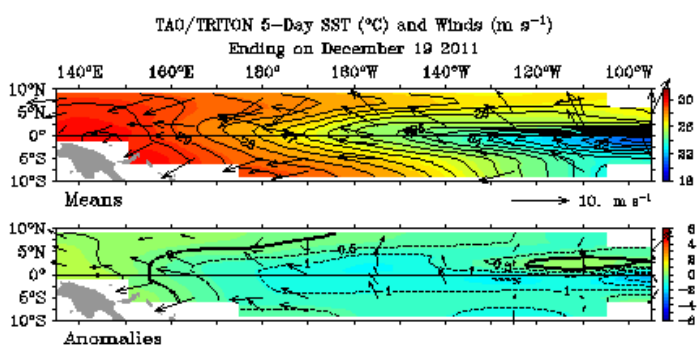 TAO/TRITON 5-Day SST (°C) and Winds (m s⁻¹)
Ending on December 19 2011
140°E 160°E 180° 160°W 140°W 120°W 100°W
10°N
5°N
0°
5°S
10°S
30
26
22
18
Means
10. m s⁻¹
10°N
5°N
0°
5°S
10°S
0
0.5
1
1
6
4
2
0
-2
-4
-6
Anomalies